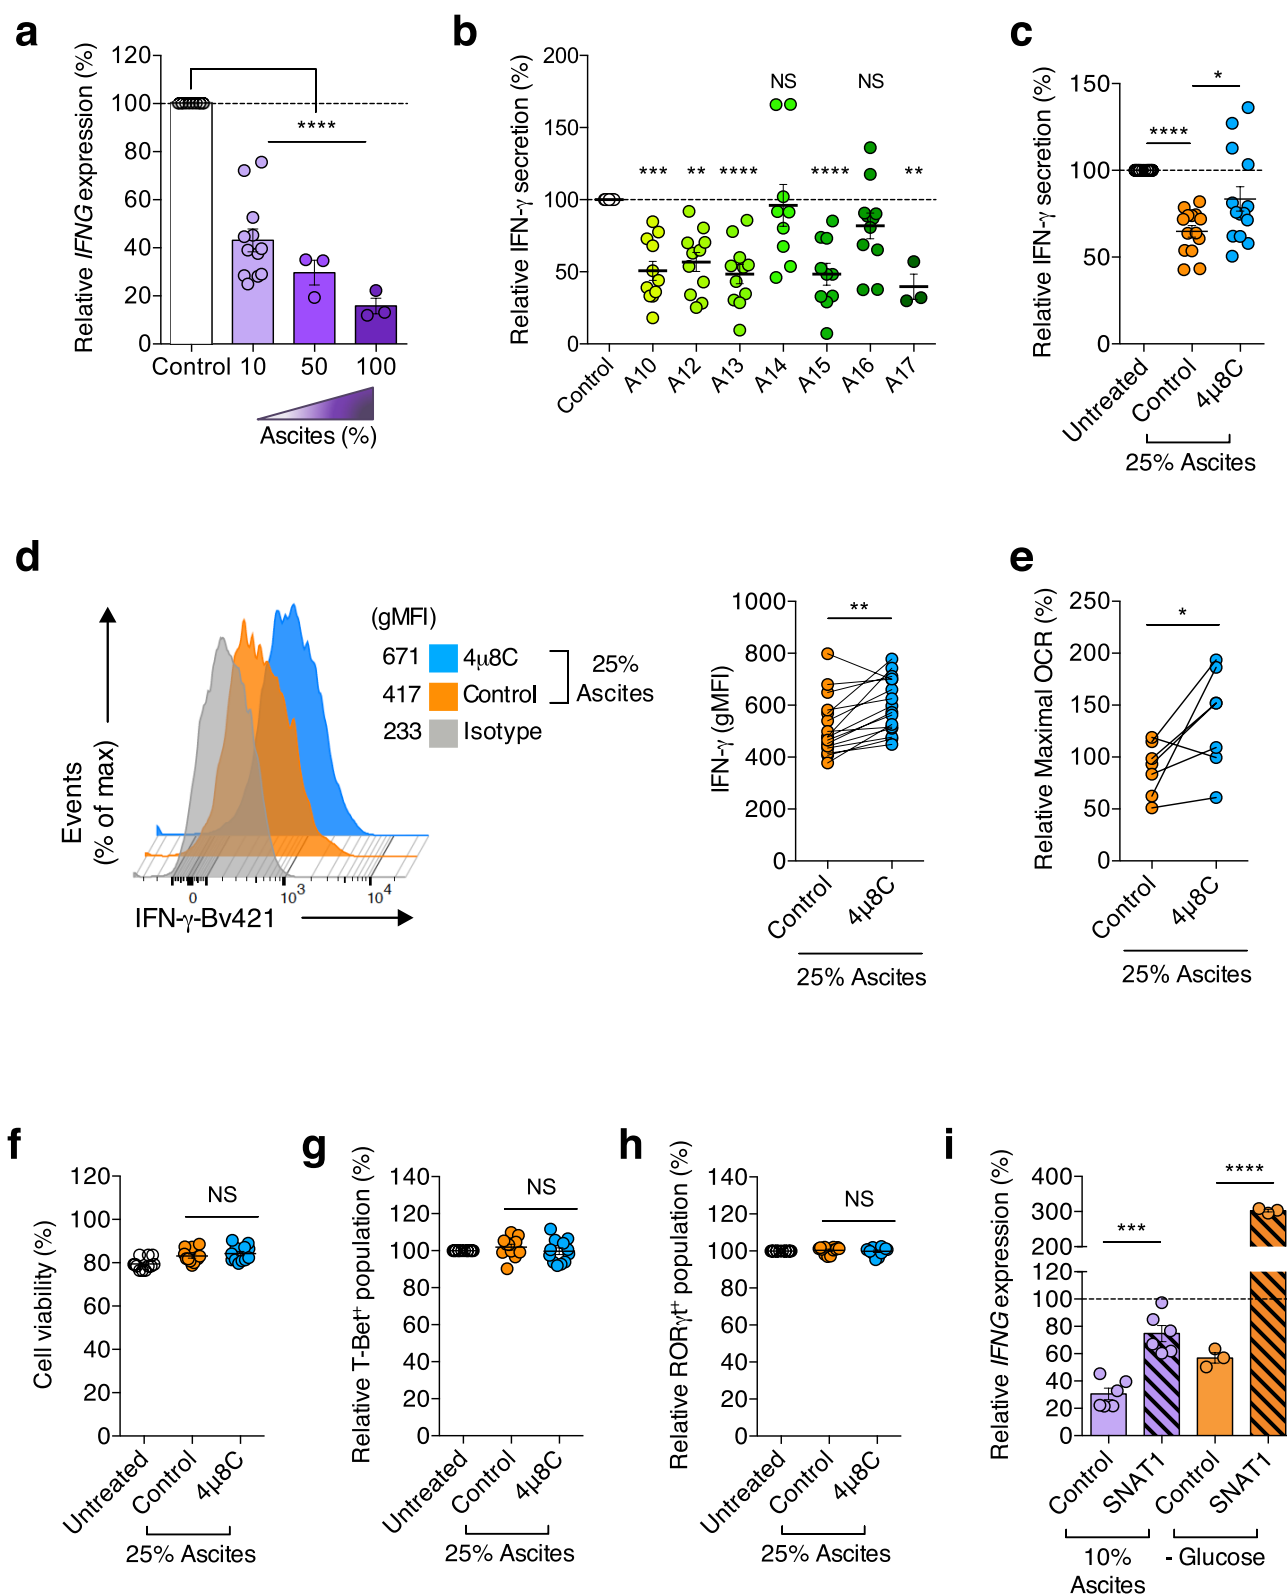 a
Relative IFNG expression (%)
120
100
80
60
40
20
0
****
Control 10 50 100
Ascites (%)
b
Relative IFN-γ secretion (%)
200
150
100
50
0
*** ** **** NS **** NS **
Control A10 A12 A13 A14 A15 A16 A17
c
Relative IFN-γ secretion (%)
150
100
50
0
**** *
Untreated Control 4μ8C
25% Ascites
d
Events
(% of max)
(gMFI)
671 4μ8C
417 Control
233 Isotype
25%
Ascites
0 10³ 10⁴
IFN-γ-Bv421
IFN-γ (gMFI)
1000
800
600
400
200
0
**
Control 4μ8C
25% Ascites
e
Relative Maximal OCR (%)
250
200
150
100
50
0
*
Control 4μ8C
25% Ascites
f
Cell viability (%)
120
100
80
60
40
20
0
NS
Untreated Control 4μ8C
25% Ascites
g
Relative T-Bet⁺ population (%)
140
120
100
80
60
40
20
0
NS
Untreated Control 4μ8C
25% Ascites
h
Relative RORγt⁺ population (%)
140
120
100
80
60
40
20
0
NS
Untreated Control 4μ8C
25% Ascites
i
Relative IFNG expression (%)
400
300
200
120
100
80
60
40
20
0
*** ****
Control SNAT1 Control SNAT1
10%
Ascites
- Glucose